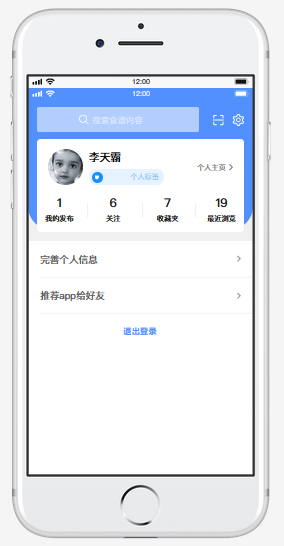 12:00
12:00
搜索食谱内容
李天霸
个人主页
个人标签
1 6 7 19
我的发布 关注 收藏夹 最近浏览
完善个人信息
推荐app给好友
退出登录